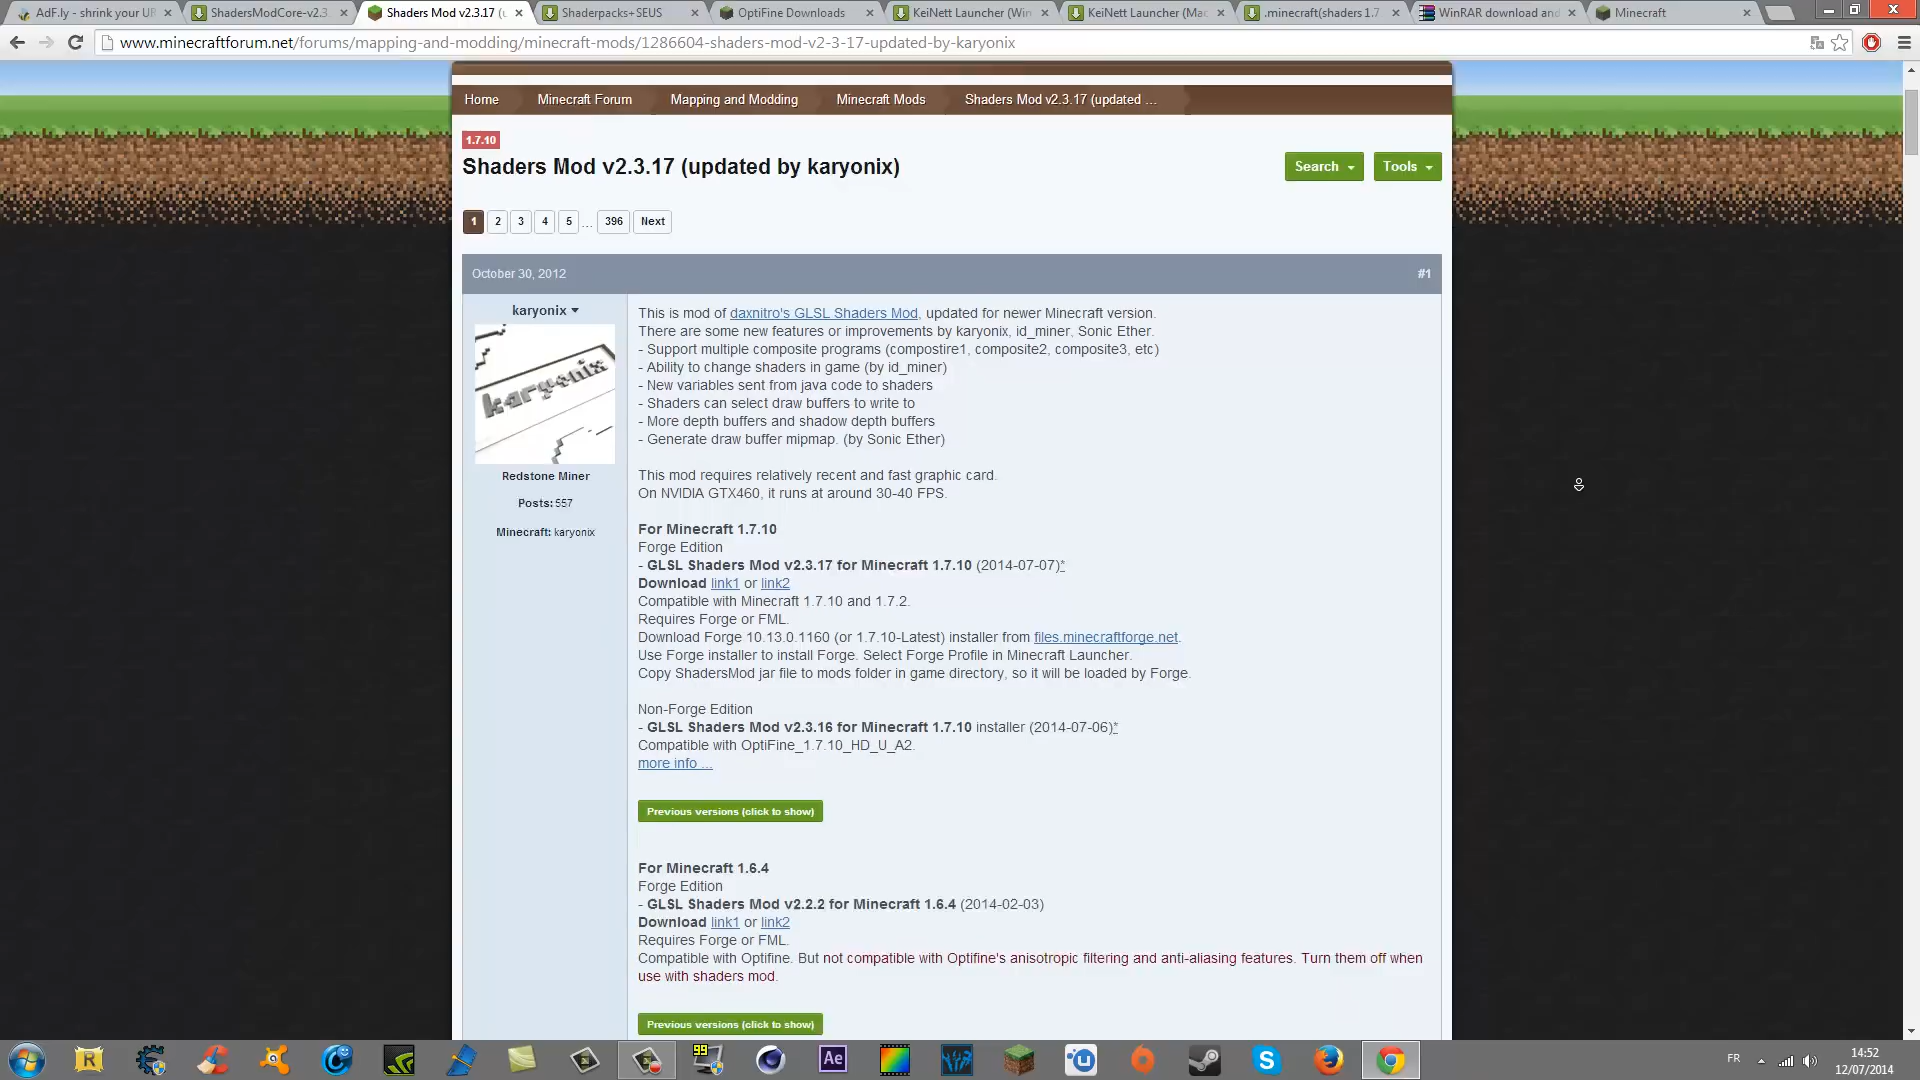 AdF.ly - shrink your UR
ShadersModCore-v2.3
Shaders Mod v2.3.17 (u
Shaderpacks+SEUS
OptiFine Downloads
KeiNett Launcher (Win
KeiNett Launcher (Mac
.minecraft(shaders 1.7
WinRAR download and
Minecraft
www.minecraftforum.net/forums/mapping-and-modding/minecraft-mods/1286604-shaders-mod-v2-3-17-updated-by-karyonix
Home Minecraft Forum Mapping and Modding Minecraft Mods Shaders Mod v2.3.17 (updated ...
1.7.10
Shaders Mod v2.3.17 (updated by karyonix)
Search Tools
1 2 3 4 5 ... 396 Next
October 30, 2012 #1
karyonix
karyonix
Redstone Miner
Posts: 557
Minecraft: karyonix
This is mod of daxnitro's GLSL Shaders Mod, updated for newer Minecraft version.
There are some new features or improvements by karyonix, id_miner, Sonic Ether.
- Support multiple composite programs (compostire1, composite2, composite3, etc)
- Ability to change shaders in game (by id_miner)
- New variables sent from java code to shaders
- Shaders can select draw buffers to write to
- More depth buffers and shadow depth buffers
- Generate draw buffer mipmap. (by Sonic Ether)
This mod requires relatively recent and fast graphic card.
On NVIDIA GTX460, it runs at around 30-40 FPS.
For Minecraft 1.7.10
Forge Edition
- GLSL Shaders Mod v2.3.17 for Minecraft 1.7.10 (2014-07-07)*
Download link1 or link2
Compatible with Minecraft 1.7.10 and 1.7.2.
Requires Forge or FML.
Download Forge 10.13.0.1160 (or 1.7.10-Latest) installer from files.minecraftforge.net.
Use Forge installer to install Forge. Select Forge Profile in Minecraft Launcher.
Copy ShadersMod jar file to mods folder in game directory, so it will be loaded by Forge.
Non-Forge Edition
- GLSL Shaders Mod v2.3.16 for Minecraft 1.7.10 installer (2014-07-06)*
Compatible with OptiFine_1.7.10_HD_U_A2.
more info ...
Previous versions (click to show)
For Minecraft 1.6.4
Forge Edition
- GLSL Shaders Mod v2.2.2 for Minecraft 1.6.4 (2014-02-03)
Download link1 or link2
Requires Forge or FML.
Compatible with Optifine. But not compatible with Optifine's anisotropic filtering and anti-aliasing features. Turn them off when
use with shaders mod.
Previous versions (click to show)
R
99
Ae
S
FR
14:52
12/07/2014